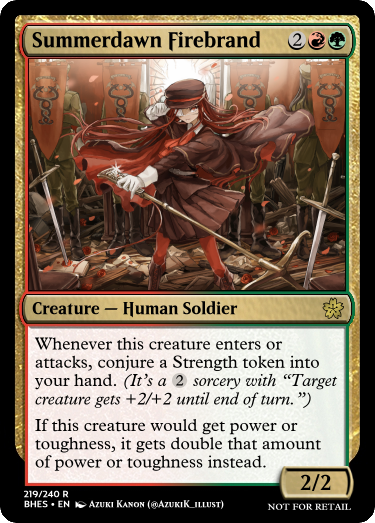 Summerdawn Firebrand 2
Creature — Human Soldier
Whenever this creature enters or
attacks, conjure a Strength token into
your hand. (It's a 2 sorcery with “Target
creature gets +2/+2 until end of turn.”)
If this creature would get power or
toughness, it gets double that amount
of power or toughness instead.
2/2
219/240 R
BHES • EN Azuki Kanon (@AzukiK_illust)
NOT FOR RETAIL